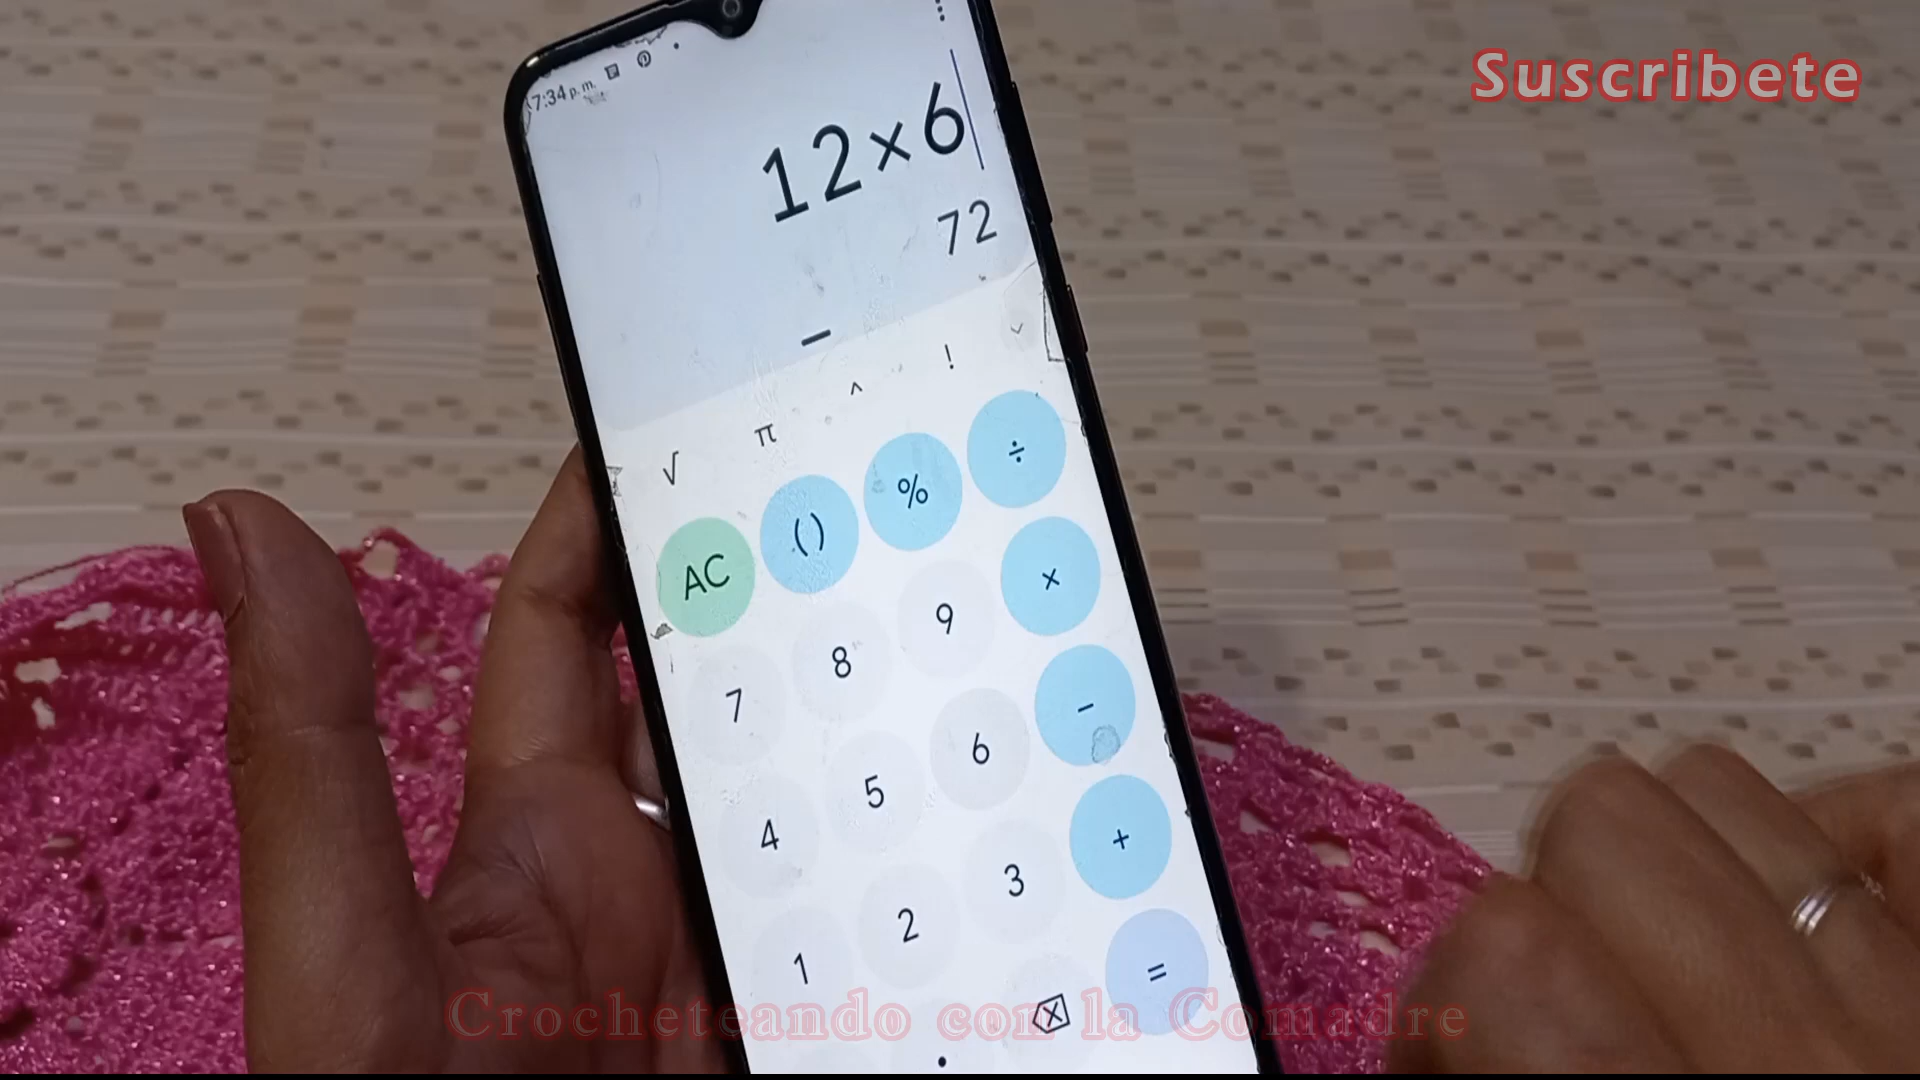 Suscribete
7:34 p. m.
12×6
72
√ π ^ !
AC () % ÷
7 8 9 ×
4 5 6 −
1 2 3 +
. =
Crocheteando con la Comadre